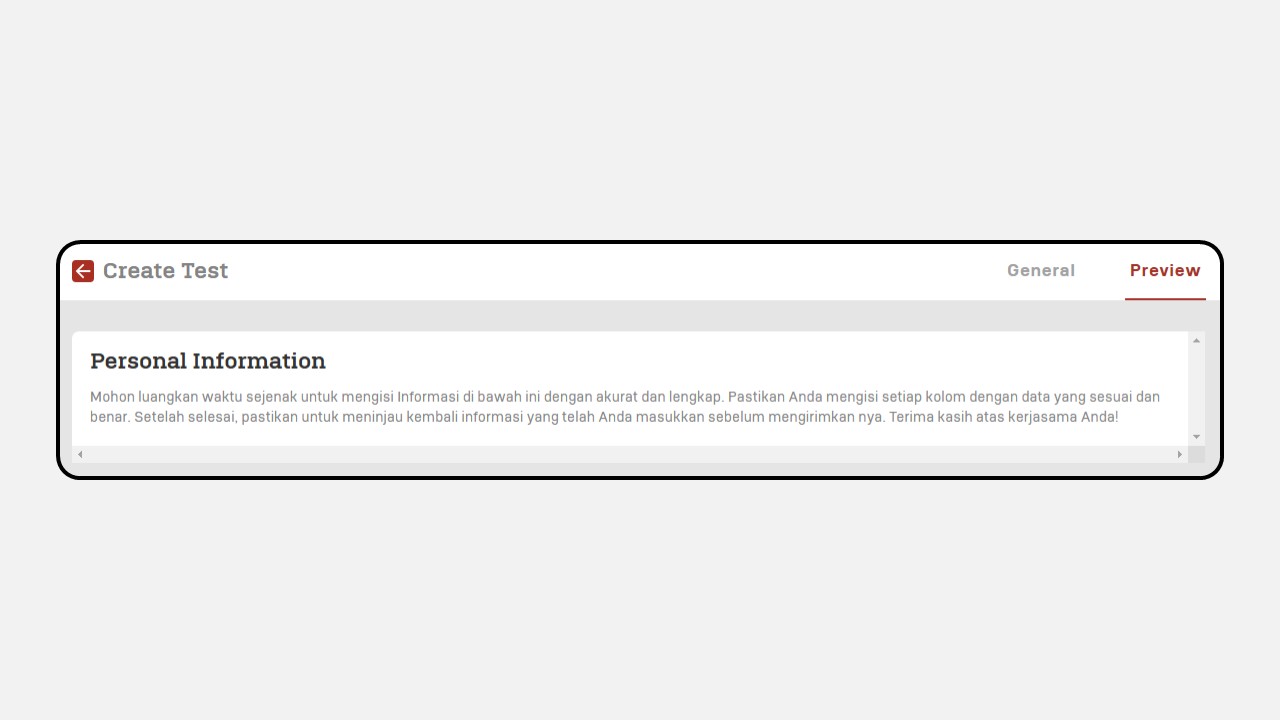 Create Test
General
Preview
Personal Information
Mohon luangkan waktu sejenak untuk mengisi Informasi di bawah ini dengan akurat dan lengkap. Pastikan Anda mengisi setiap kolom dengan data yang sesuai dan
benar. Setelah selesai, pastikan untuk meninjau kembali informasi yang telah Anda masukkan sebelum mengirimkan nya. Terima kasih atas kerjasama Anda!